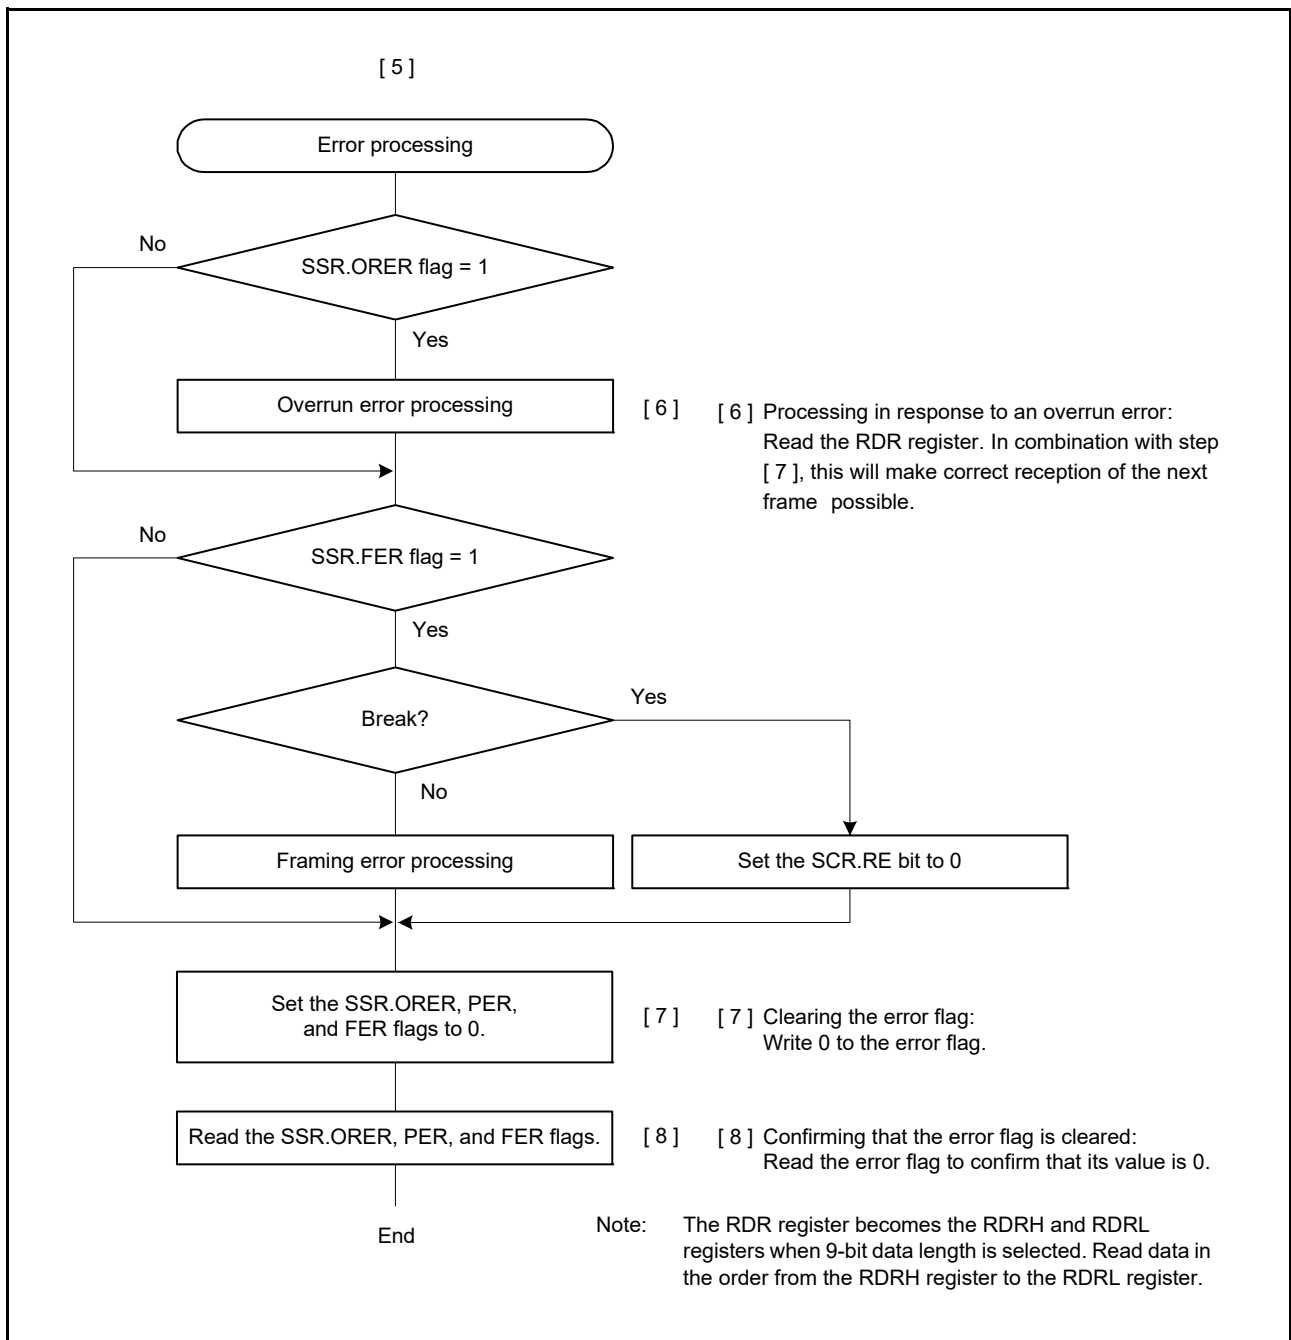 [ 5 ]
Error processing
No
SSR.ORER flag = 1
Yes
Overrun error processing
[ 6 ]
[ 6 ] Processing in response to an overrun error:
Read the RDR register. In combination with step
[ 7 ], this will make correct reception of the next
frame possible.
No
SSR.FER flag = 1
Yes
Break?
Yes
No
Framing error processing
Set the SCR.RE bit to 0
Set the SSR.ORER, PER,
and FER flags to 0.
[ 7 ]
[ 7 ] Clearing the error flag:
Write 0 to the error flag.
Read the SSR.ORER, PER, and FER flags.
[ 8 ]
[ 8 ] Confirming that the error flag is cleared:
Read the error flag to confirm that its value is 0.
End
Note: The RDR register becomes the RDRH and RDRL
registers when 9-bit data length is selected. Read data in
the order from the RDRH register to the RDRL register.